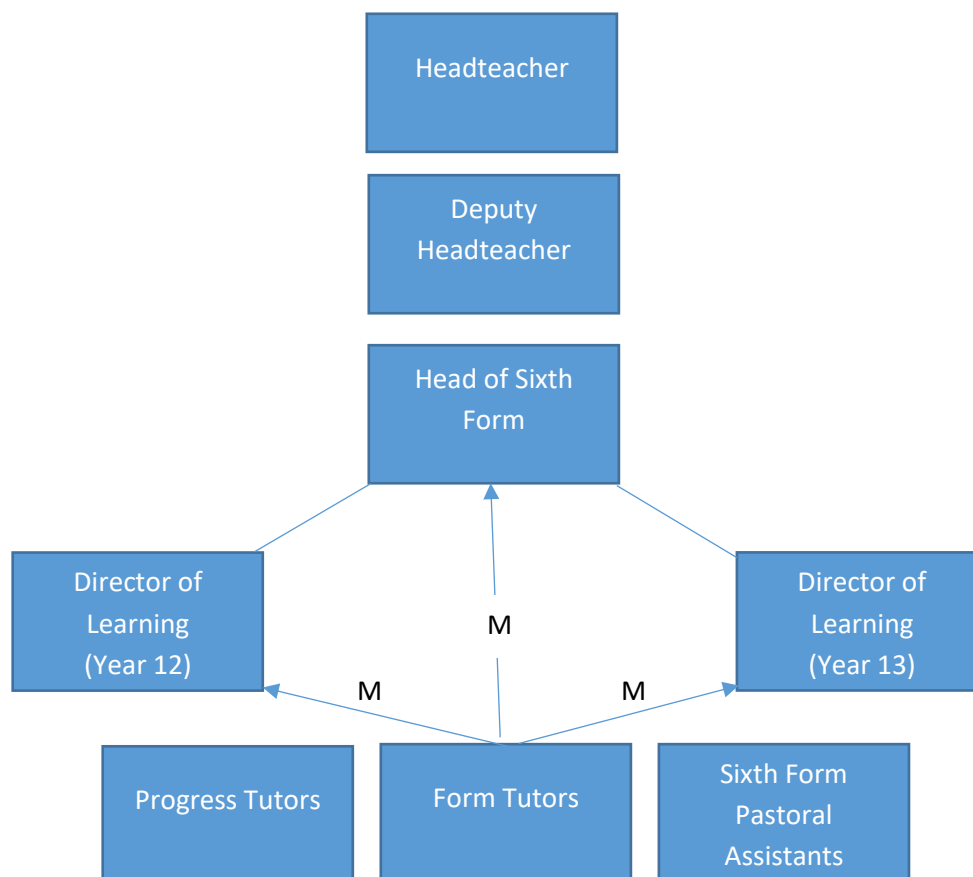 Headteacher
Deputy
Headteacher
Head of Sixth
Form
Director of
Learning
(Year 12)
Director of
Learning
(Year 13)
M
M
M
Progress Tutors
Form Tutors
Sixth Form
Pastoral
Assistants